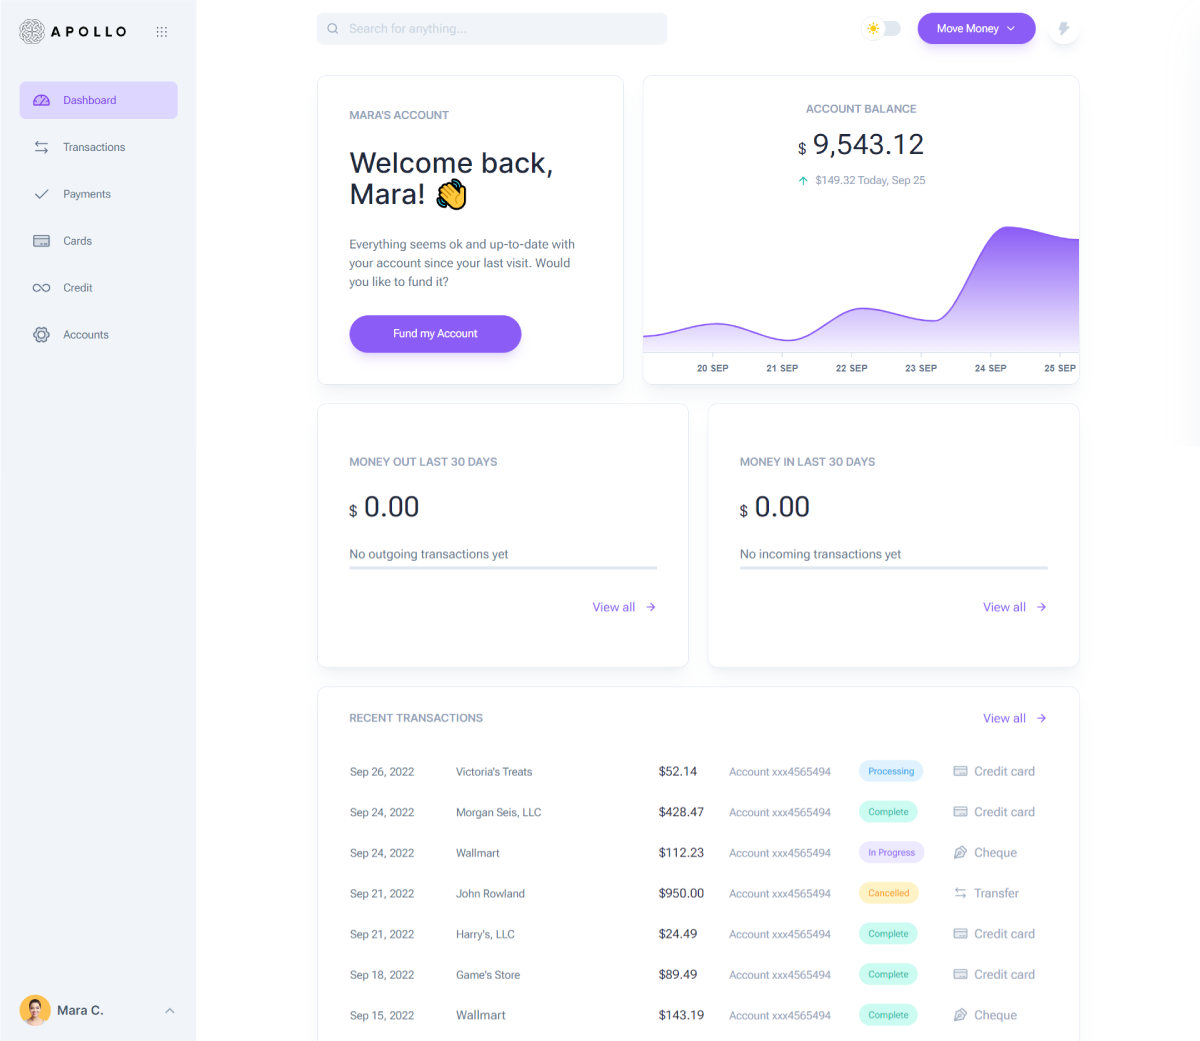 APOLLO
Search for anything...
Move Money
Dashboard
Transactions
Payments
Cards
Credit
Accounts
MARA'S ACCOUNT
Welcome back,
Mara! 👋
Everything seems ok and up-to-date with
your account since your last visit. Would
you like to fund it?
Fund my Account
ACCOUNT BALANCE
$ 9,543.12
$149.32 Today, Sep 25
20 SEP 21 SEP 22 SEP 23 SEP 24 SEP 25 SEP
MONEY OUT LAST 30 DAYS
$ 0.00
No outgoing transactions yet
View all
MONEY IN LAST 30 DAYS
$ 0.00
No incoming transactions yet
View all
RECENT TRANSACTIONS View all
Sep 26, 2022 Victoria's Treats $52.14 Account xxx4565494 Processing Credit card
Sep 24, 2022 Morgan Seis, LLC $428.47 Account xxx4565494 Complete Credit card
Sep 24, 2022 Wallmart $112.23 Account xxx4565494 In Progress Cheque
Sep 21, 2022 John Rowland $950.00 Account xxx4565494 Cancelled Transfer
Sep 21, 2022 Harry's, LLC $24.49 Account xxx4565494 Complete Credit card
Sep 18, 2022 Game's Store $89.49 Account xxx4565494 Complete Credit card
Sep 15, 2022 Wallmart $143.19 Account xxx4565494 Complete Cheque
Mara C.